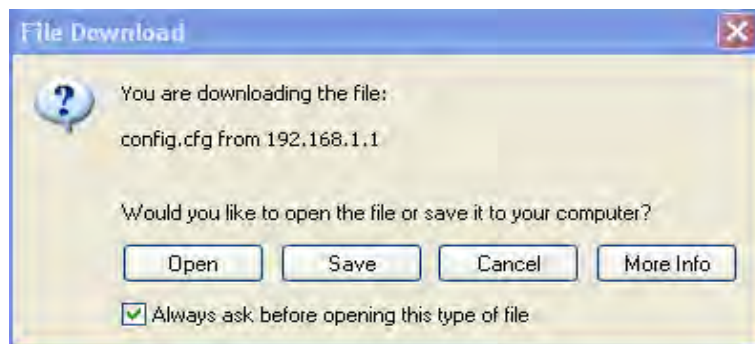 File Download
You are downloading the file:
config.cfg from 192.168.1.1
Would you like to open the file or save it to your computer?
Open Save Cancel More Info
Always ask before opening this type of file